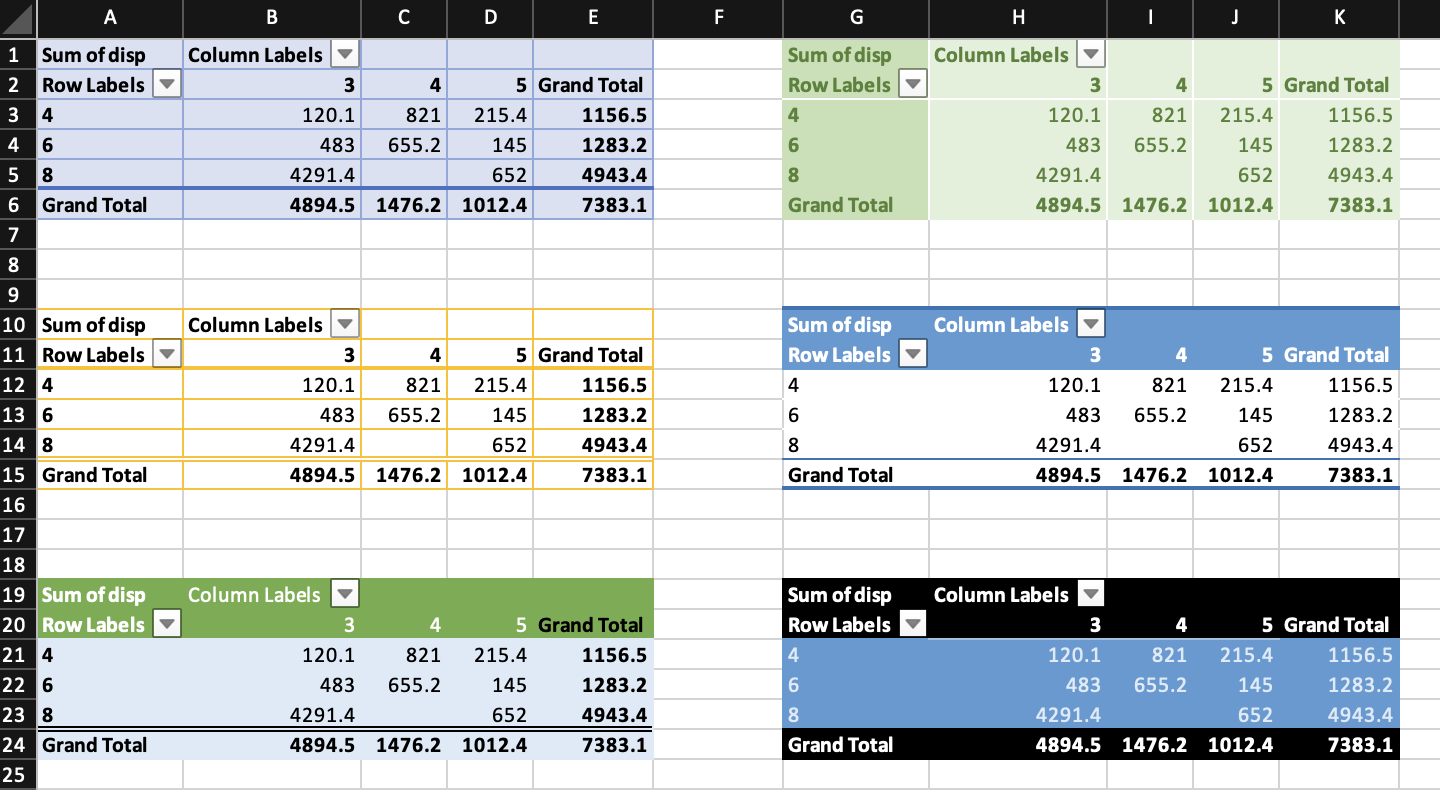 A B C D E F G H I J K
1 Sum of disp Column Labels Sum of disp Column Labels
2 Row Labels 3 4 5 Grand Total Row Labels 3 4 5 Grand Total
3 4 120.1 821 215.4 1156.5 4 120.1 821 215.4 1156.5
4 6 483 655.2 145 1283.2 6 483 655.2 145 1283.2
5 8 4291.4 652 4943.4 8 4291.4 652 4943.4
6 Grand Total 4894.5 1476.2 1012.4 7383.1 Grand Total 4894.5 1476.2 1012.4 7383.1
7
8
9
10 Sum of disp Column Labels Sum of disp Column Labels
11 Row Labels 3 4 5 Grand Total Row Labels 3 4 5 Grand Total
12 4 120.1 821 215.4 1156.5 4 120.1 821 215.4 1156.5
13 6 483 655.2 145 1283.2 6 483 655.2 145 1283.2
14 8 4291.4 652 4943.4 8 4291.4 652 4943.4
15 Grand Total 4894.5 1476.2 1012.4 7383.1 Grand Total 4894.5 1476.2 1012.4 7383.1
16
17
18
19 Sum of disp Column Labels Sum of disp Column Labels
20 Row Labels 3 4 5 Grand Total Row Labels 3 4 5 Grand Total
21 4 120.1 821 215.4 1156.5 4 120.1 821 215.4 1156.5
22 6 483 655.2 145 1283.2 6 483 655.2 145 1283.2
23 8 4291.4 652 4943.4 8 4291.4 652 4943.4
24 Grand Total 4894.5 1476.2 1012.4 7383.1 Grand Total 4894.5 1476.2 1012.4 7383.1
25